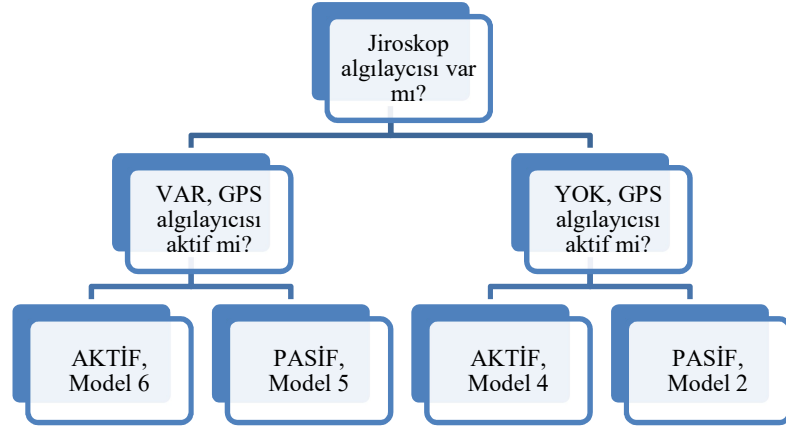 Jiroskop
algılaycısı var
mı?
VAR, GPS
algılayıcısı
aktif mi?
YOK, GPS
algılayıcısı
aktif mi?
AKTİF,
Model 6
PASİF,
Model 5
AKTİF,
Model 4
PASİF,
Model 2